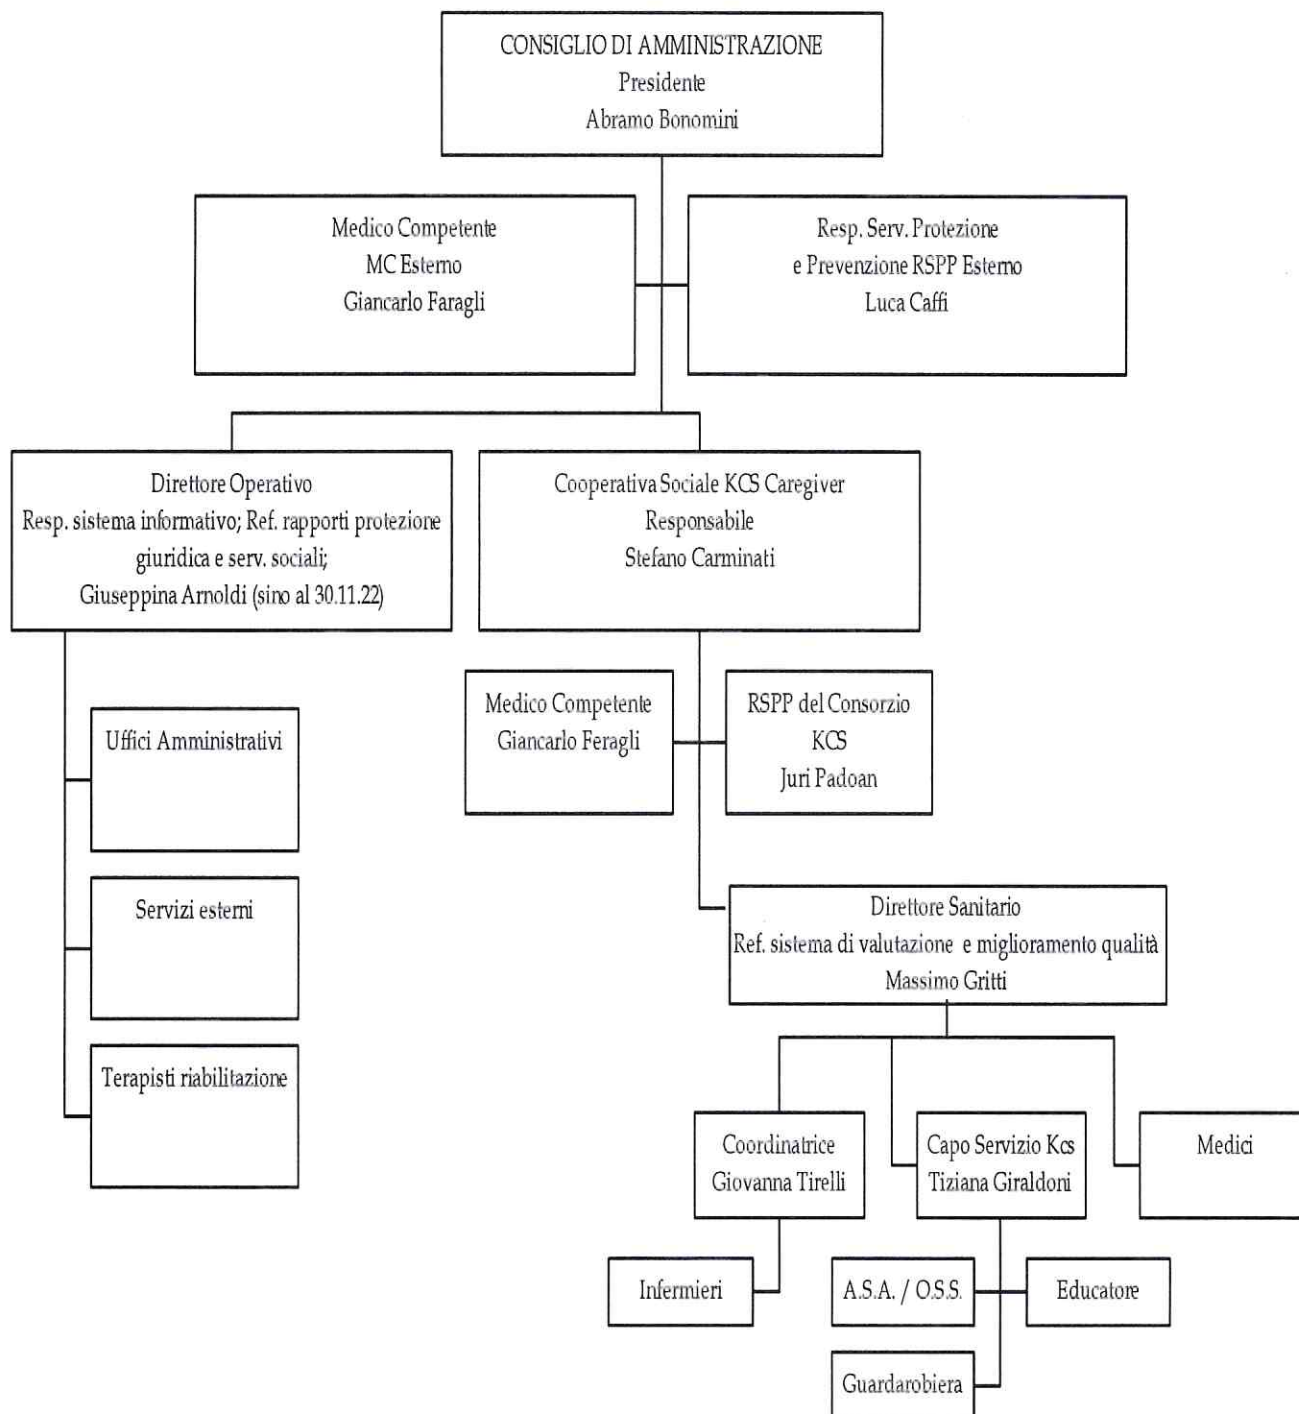 CONSIGLIO DI AMMINISTRAZIONE
Presidente
Abramo Bonomini
Medico Competente
MC Esterno
Giancarlo Faragli
Resp. Serv. Protezione
e Prevenzione RSPP Esterno
Luca Caffi
Direttore Operativo
Resp. sistema informativo; Ref. rapporti protezione
giuridica e serv. sociali;
Giuseppina Arnoldi (sino al 30.11.22)
Cooperativa Sociale KCS Caregiver
Responsabile
Stefano Carminati
Medico Competente
Giancarlo Feragli
RSPP del Consorzio
KCS
Juri Padoan
Uffici Amministrativi
Servizi esterni
Terapisti riabilitazione
Direttore Sanitario
Ref. sistema di valutazione e miglioramento qualità
Massimo Gritti
Coordinatrice
Giovanna Tirelli
Capo Servizio Kcs
Tiziana Giraldoni
Medici
Infermieri
A.S.A. / O.S.S.
Educatore
Guardarobiera